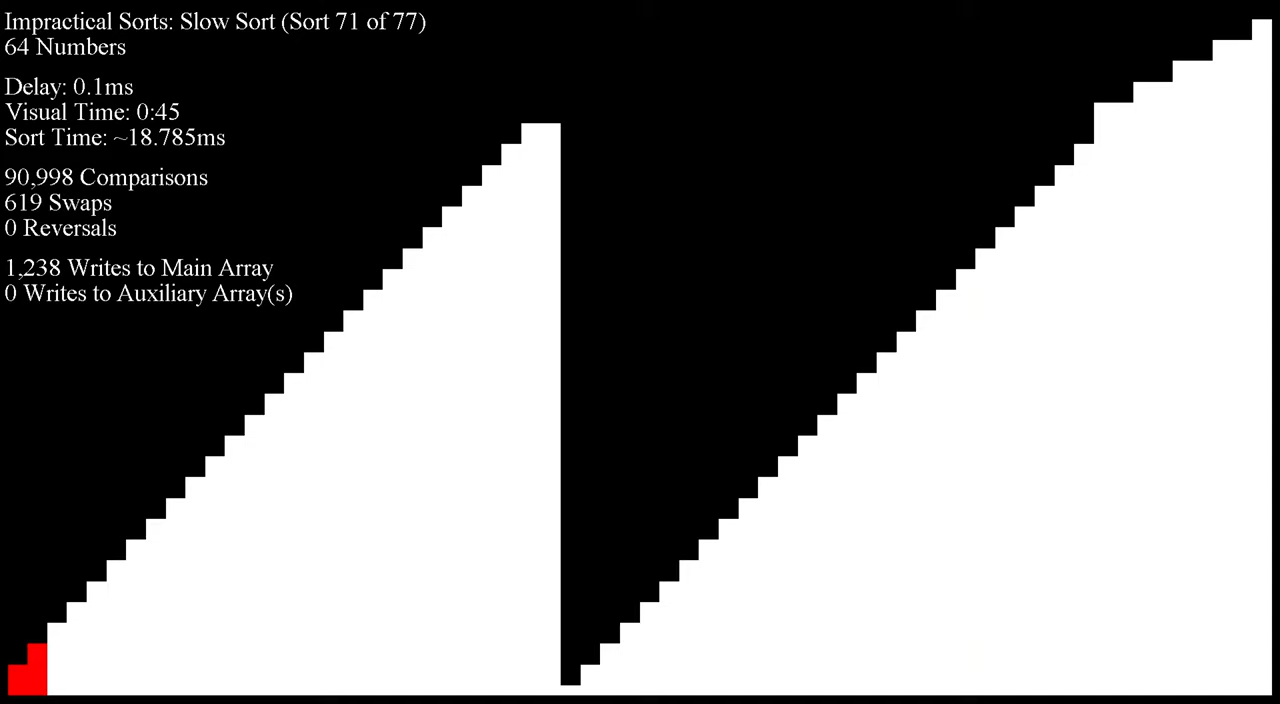 Impractical Sorts: Slow Sort (Sort 71 of 77)
64 Numbers
Delay: 0.1ms
Visual Time: 0:45
Sort Time: ~18.785ms
90,998 Comparisons
619 Swaps
0 Reversals
1,238 Writes to Main Array
0 Writes to Auxiliary Array(s)